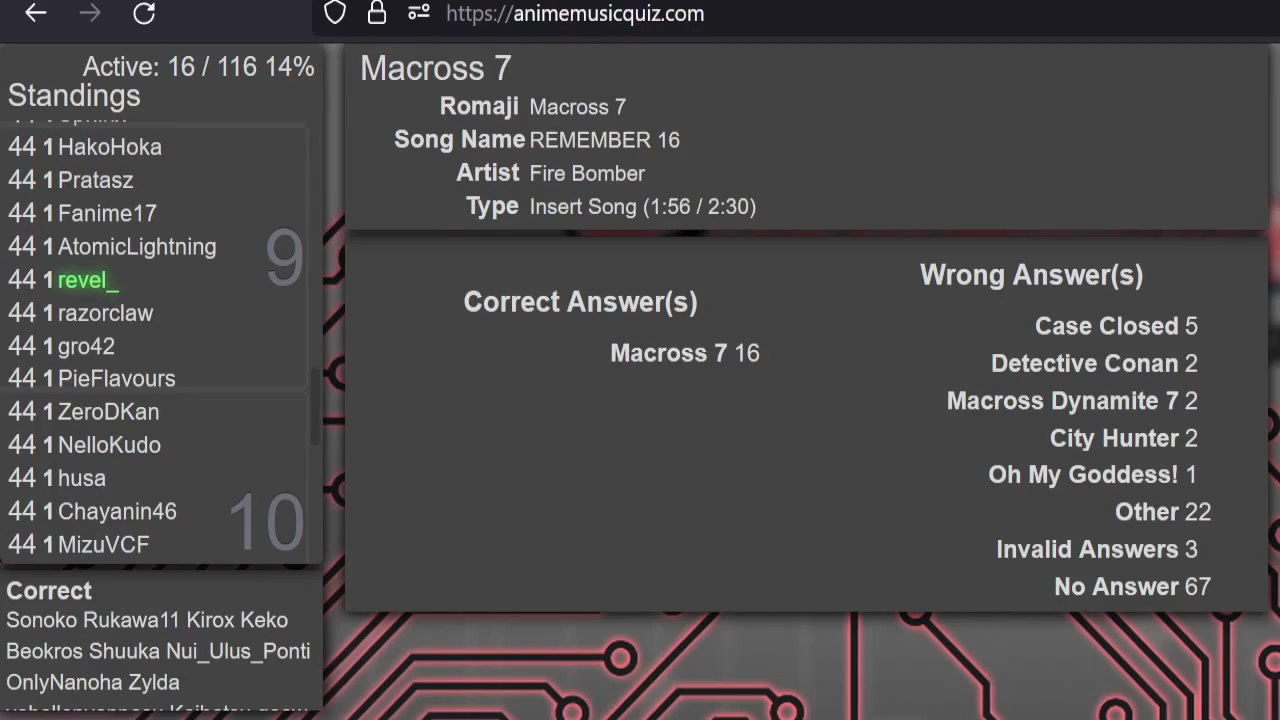 https://animemusicquiz.com
Active: 16 / 116 14%
Standings
44 1 HakoHoka
44 1 Pratasz
44 1 Fanime17
44 1 AtomicLightning
9
44 1 revel_
44 1 razorclaw
44 1 gro42
44 1 PieFlavours
44 1 ZeroDKan
44 1 NelloKudo
44 1 husa
44 1 Chayanin46
10
44 1 MizuVCF
Correct
Sonoko Rukawa11 Kirox Keko
Beokros Shuuka Nui_Ulus_Ponti
OnlyNanoha Zylda
Macross 7
Romaji Macross 7
Song Name REMEMBER 16
Artist Fire Bomber
Type Insert Song (1:56 / 2:30)
Correct Answer(s)
Macross 7 16
Wrong Answer(s)
Case Closed 5
Detective Conan 2
Macross Dynamite 7 2
City Hunter 2
Oh My Goddess! 1
Other 22
Invalid Answers 3
No Answer 67